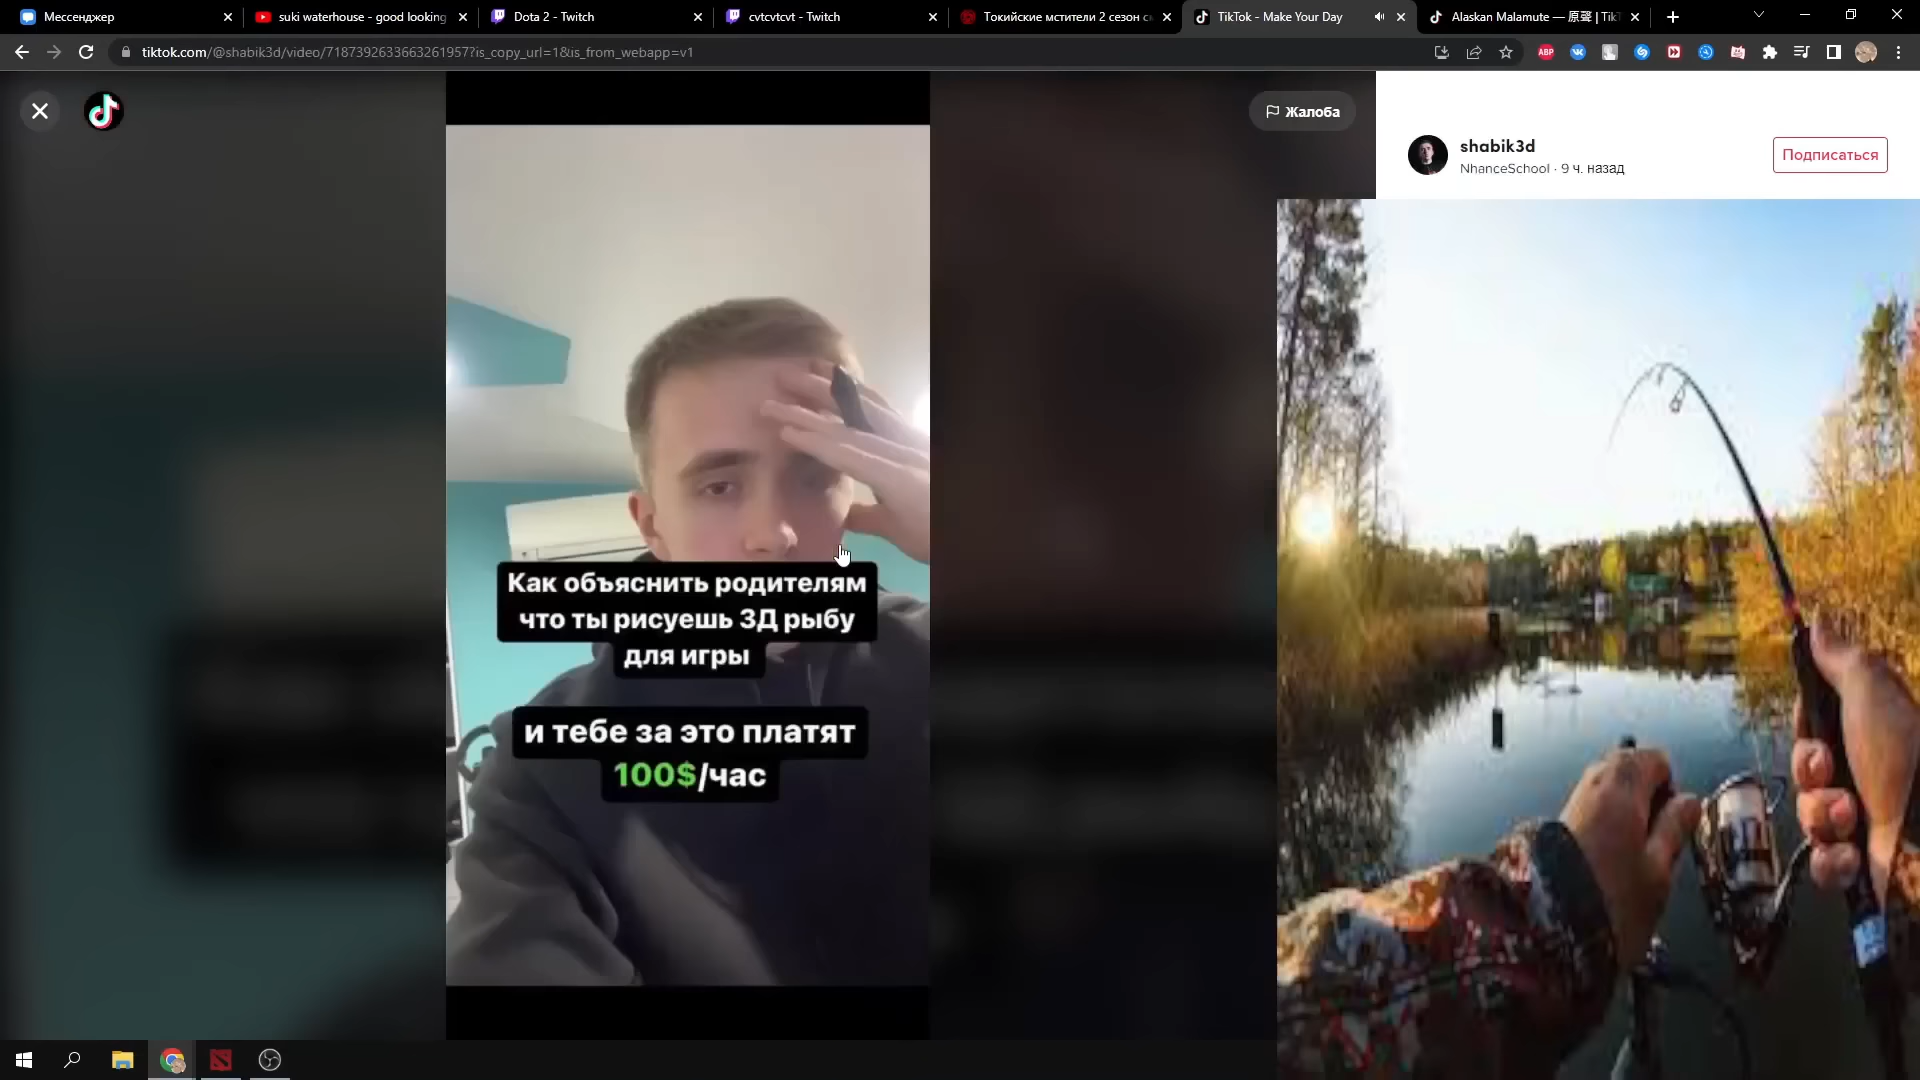 Мессенджер
suki waterhouse - good looking
Dota 2 - Twitch
cvtcvtcvt - Twitch
Токийские мстители 2 сезон с
TikTok - Make Your Day
Alaskan Malamute — 原聲 | Tik
tiktok.com/@shabik3d/video/7187392633663261957?is_copy_url=1&is_from_webapp=v1
ABP
Жалоба
shabik3d
NhanceSchool · 9 ч. назад
Подписаться
Как объяснить родителям
что ты рисуешь 3Д рыбу
для игры
и тебе за это платят
100$/час